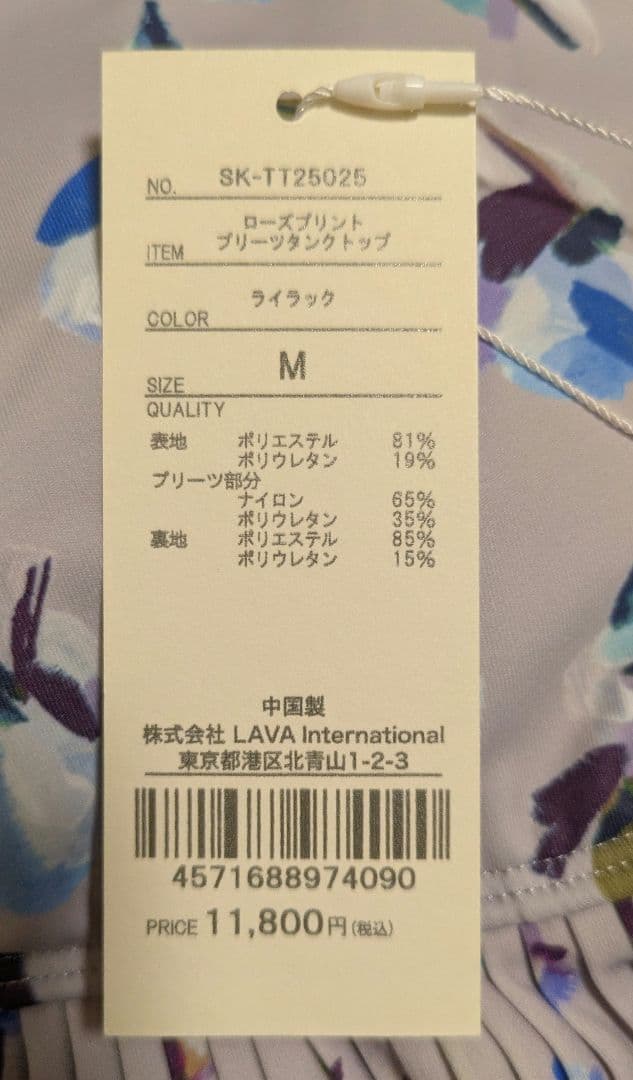 NO. SK-TT25025
ローズプリント
ITEM プリーツタンクトップ
COLOR ライラック
SIZE M
QUALITY
表地 ポリエステル 81%
ポリウレタン 19%
プリーツ部分
ナイロン 65%
ポリウレタン 35%
裏地 ポリエステル 85%
ポリウレタン 15%
中国製
株式会社 LAVA International
東京都港区北青山1-2-3
4571688974090
PRICE 11,800円(税込)